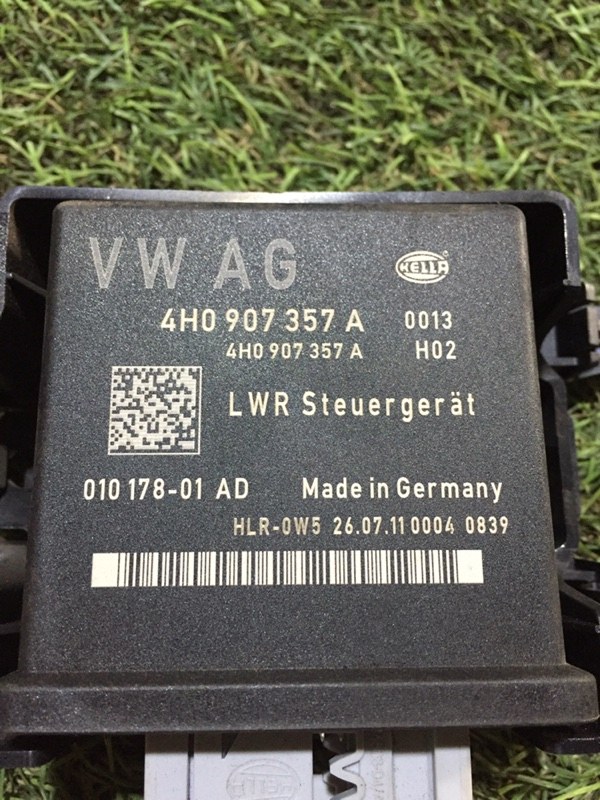 VW AG
HELLA
4H0 907 357 A 0013
4H0 907 357 A H02
LWR Steuergerät
010 178-01 AD Made in Germany
HLR-0W5 26.07.11 0004 0839
HELLA